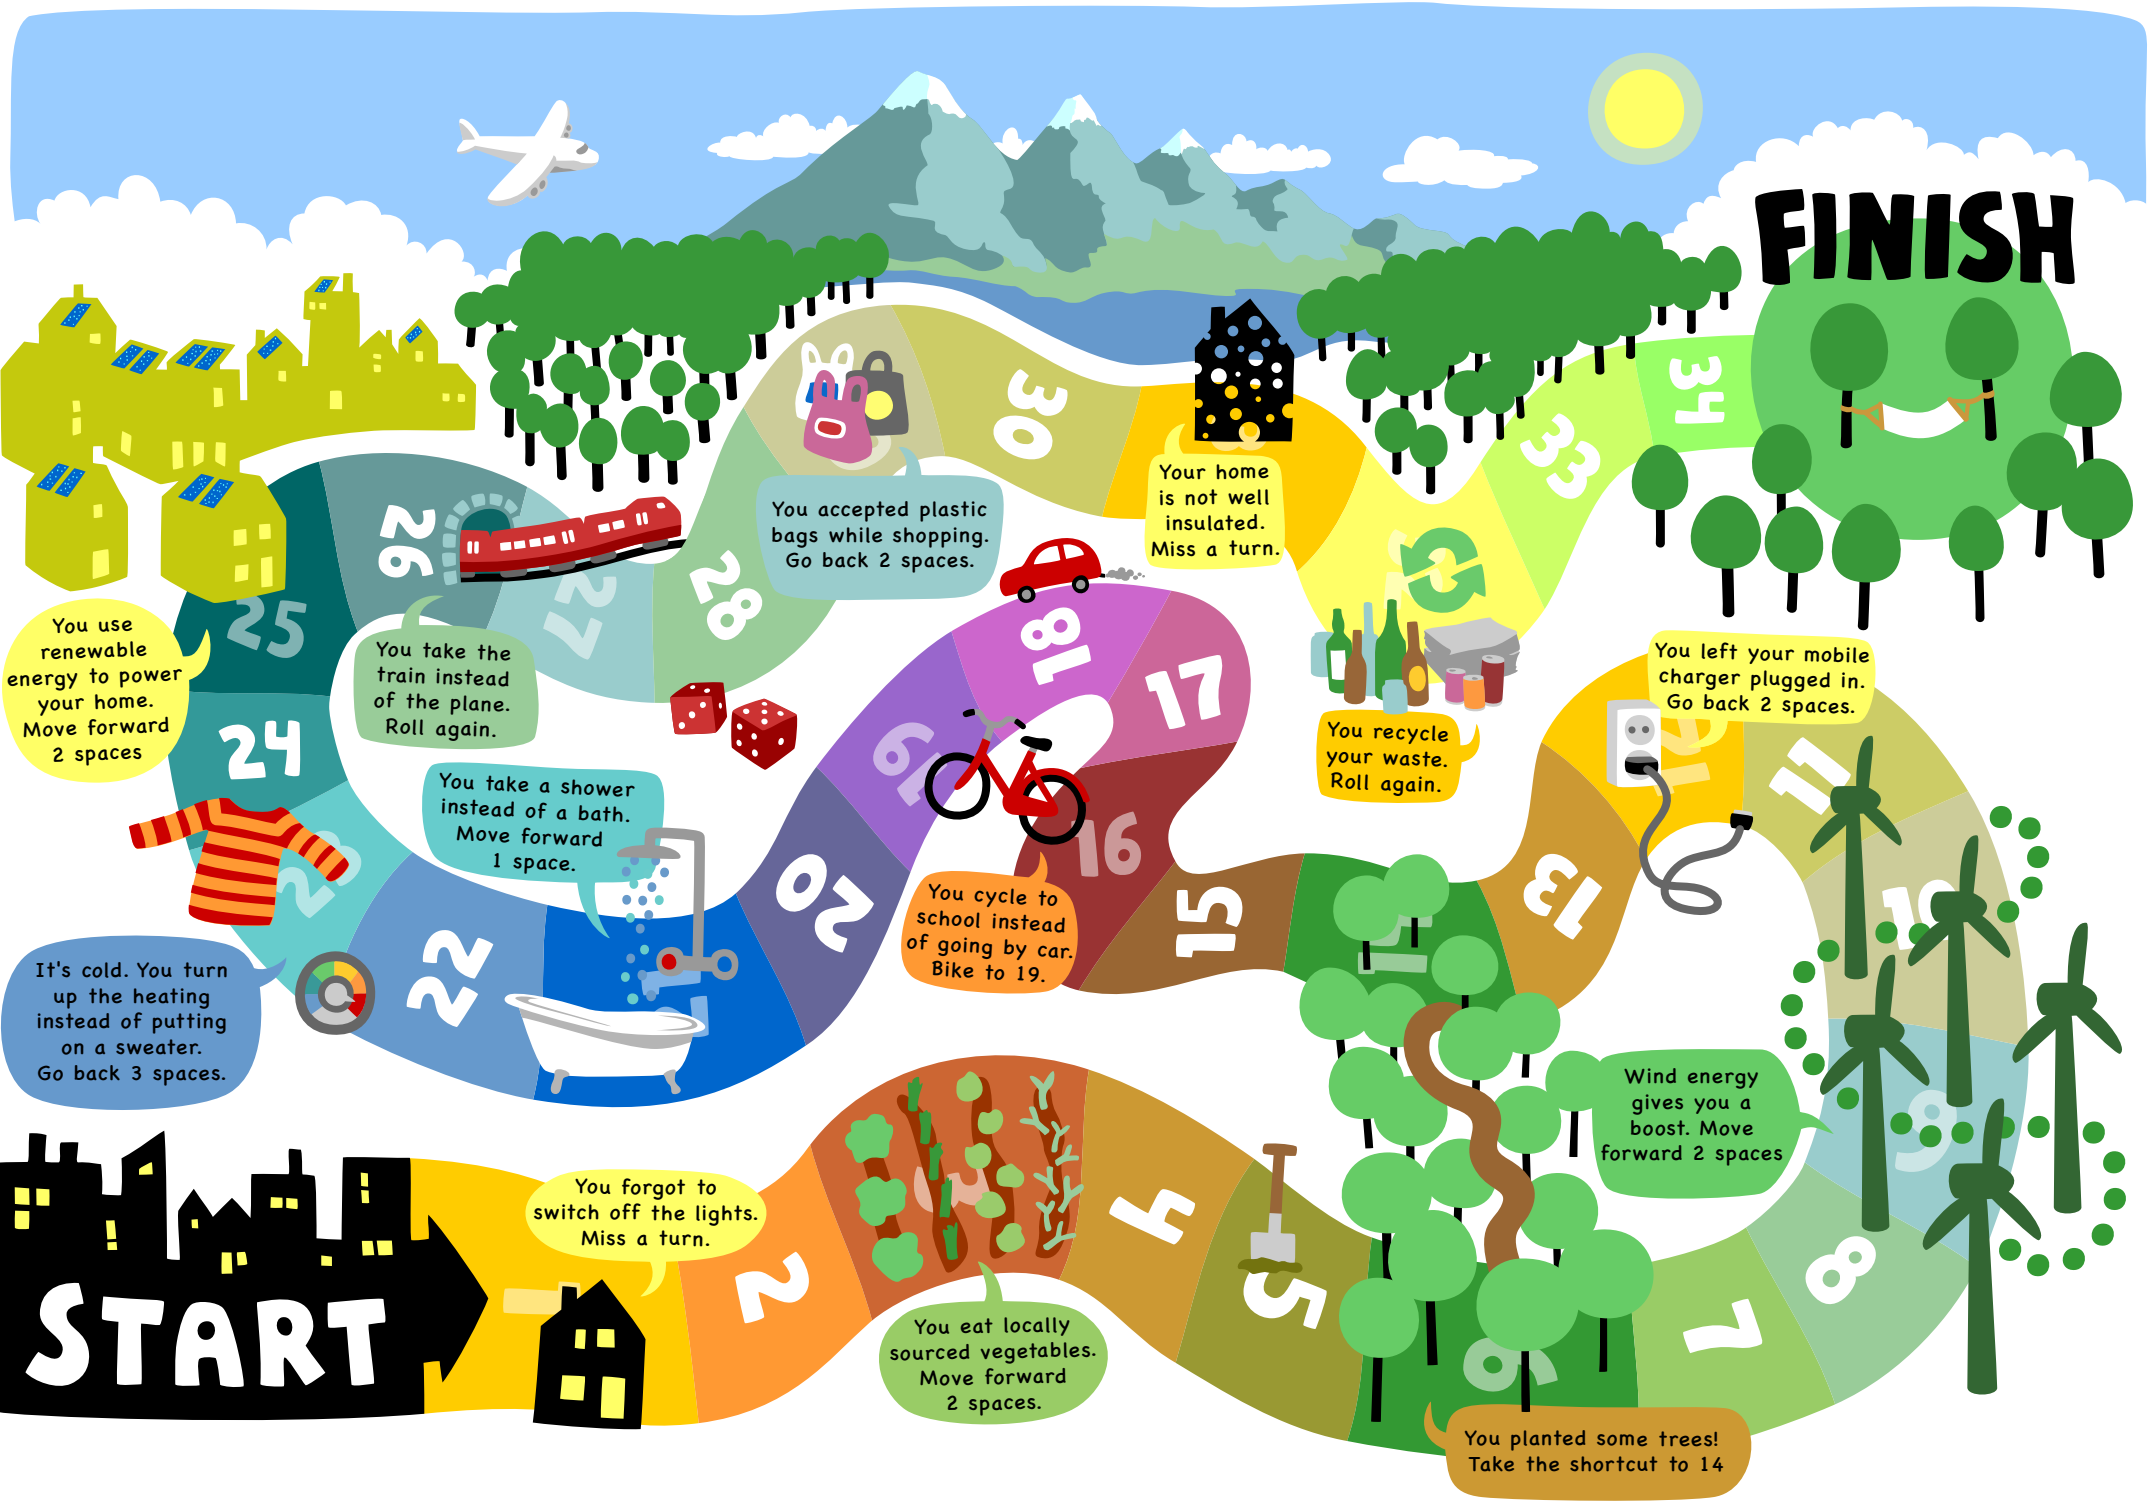 FINISH
34
33
30
28
27
26
25
24
23
22
20
19
18
17
16
15
13
11
10
9
8
7
6
5
4
2
START
You use
renewable
energy to power
your home.
Move forward
2 spaces
You take the
train instead
of the plane.
Roll again.
You accepted plastic
bags while shopping.
Go back 2 spaces.
Your home
is not well
insulated.
Miss a turn.
You recycle
your waste.
Roll again.
You left your mobile
charger plugged in.
Go back 2 spaces.
You take a shower
instead of a bath.
Move forward
1 space.
You cycle to
school instead
of going by car.
Bike to 19.
It's cold. You turn
up the heating
instead of putting
on a sweater.
Go back 3 spaces.
Wind energy
gives you a
boost. Move
forward 2 spaces
You forgot to
switch off the lights.
Miss a turn.
You eat locally
sourced vegetables.
Move forward
2 spaces.
You planted some trees!
Take the shortcut to 14